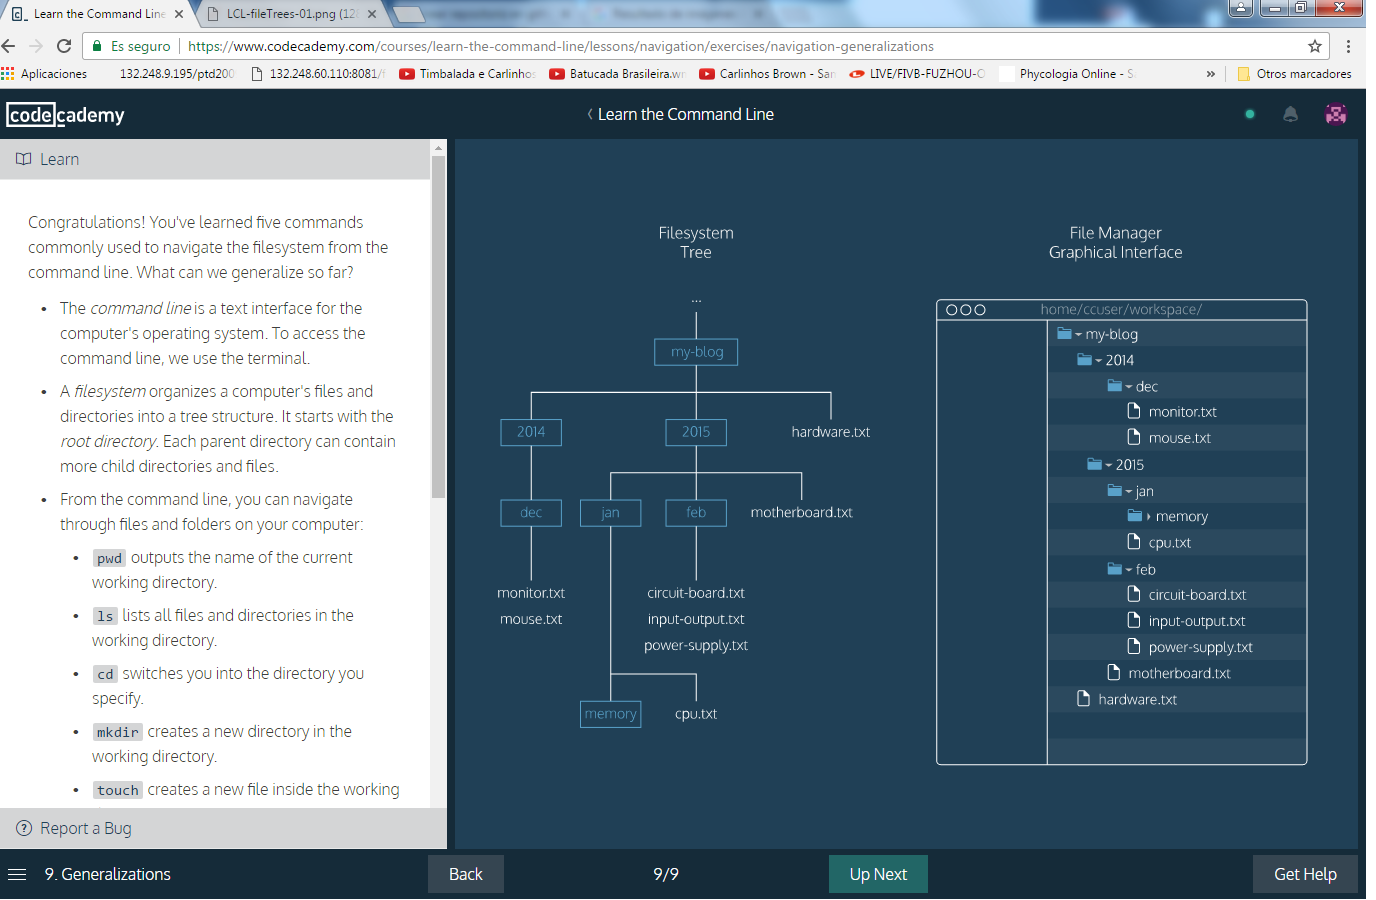 Learn the Command Line
LCL-fileTrees-01.png (128
Es seguro
https://www.codecademy.com/courses/learn-the-command-line/lessons/navigation/exercises/navigation-generalizations
Aplicaciones
132.248.9.195/ptd200
132.248.60.110:8081/
Timbalada e Carlinhos
Batucada Brasileira.w
Carlinhos Brown - San
LIVE/FIVB-FUZHOU-
Phycologia Online - S
»
Otros marcadores
codecademy
Learn the Command Line
Learn
Congratulations! You've learned five commands
commonly used to navigate the filesystem from the
command line. What can we generalize so far?
• The command line is a text interface for the
computer's operating system. To access the
command line, we use the terminal.
• A filesystem organizes a computer's files and
directories into a tree structure. It starts with the
root directory. Each parent directory can contain
more child directories and files.
• From the command line, you can navigate
through files and folders on your computer:
• pwd outputs the name of the current
working directory.
• ls lists all files and directories in the
working directory.
• cd switches you into the directory you
specify.
• mkdir creates a new directory in the
working directory.
• touch creates a new file inside the working
Report a Bug
Filesystem
Tree
...
my-blog
2014
2015
hardware.txt
dec
jan
feb
motherboard.txt
monitor.txt
mouse.txt
circuit-board.txt
input-output.txt
power-supply.txt
memory
cpu.txt
File Manager
Graphical Interface
home/ccuser/workspace/
my-blog
2014
dec
monitor.txt
mouse.txt
2015
jan
memory
cpu.txt
feb
circuit-board.txt
input-output.txt
power-supply.txt
motherboard.txt
hardware.txt
9. Generalizations
Back
9/9
Up Next
Get Help